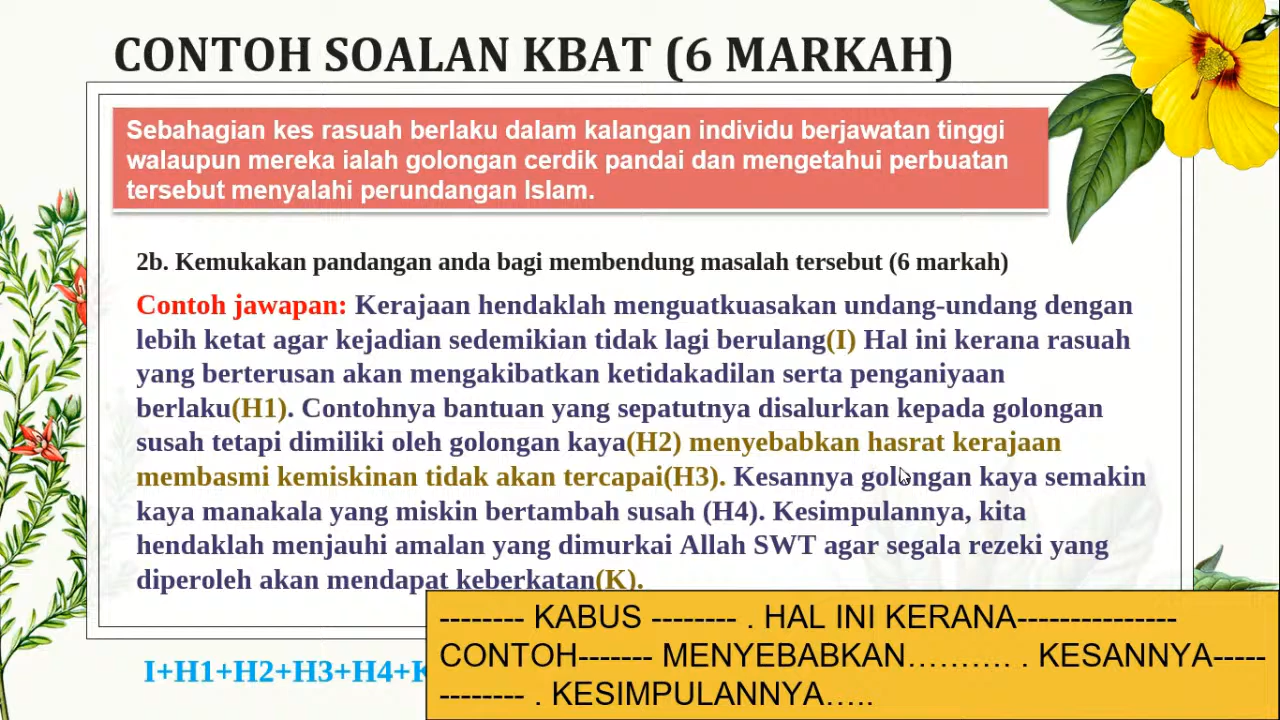 CONTOH SOALAN KBAT (6 MARKAH)
Sebahagian kes rasuah berlaku dalam kalangan individu berjawatan tinggi
walaupun mereka ialah golongan cerdik pandai dan mengetahui perbuatan
tersebut menyalahi perundangan Islam.
2b. Kemukakan pandangan anda bagi membendung masalah tersebut (6 markah)
Contoh jawapan: Kerajaan hendaklah menguatkuasakan undang-undang dengan
lebih ketat agar kejadian sedemikian tidak lagi berulang(I) Hal ini kerana rasuah
yang berterusan akan mengakibatkan ketidakadilan serta penganiyaan
berlaku(H1). Contohnya bantuan yang sepatutnya disalurkan kepada golongan
susah tetapi dimiliki oleh golongan kaya(H2) menyebabkan hasrat kerajaan
membasmi kemiskinan tidak akan tercapai(H3). Kesannya golongan kaya semakin
kaya manakala yang miskin bertambah susah (H4). Kesimpulannya, kita
hendaklah menjauhi amalan yang dimurkai Allah SWT agar segala rezeki yang
diperoleh akan mendapat keberkatan(K).
-------- KABUS -------- . HAL INI KERANA---------------
CONTOH------- MENYEBABKAN………. . KESANNYA-----
-------- . KESIMPULANNYA…..
I+H1+H2+H3+H4+K